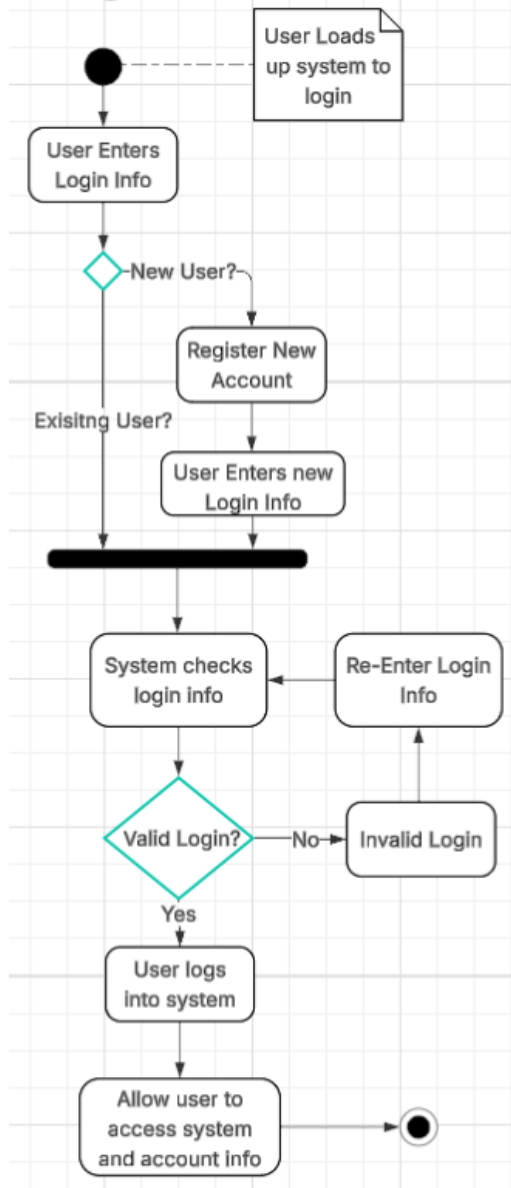 User Loads
up system to
login
User Enters
Login Info
New User?
Register New
Account
Exisitng User?
User Enters new
Login Info
System checks
login info
Re-Enter Login
Info
Valid Login?
No
Invalid Login
Yes
User logs
into system
Allow user to
access system
and account info